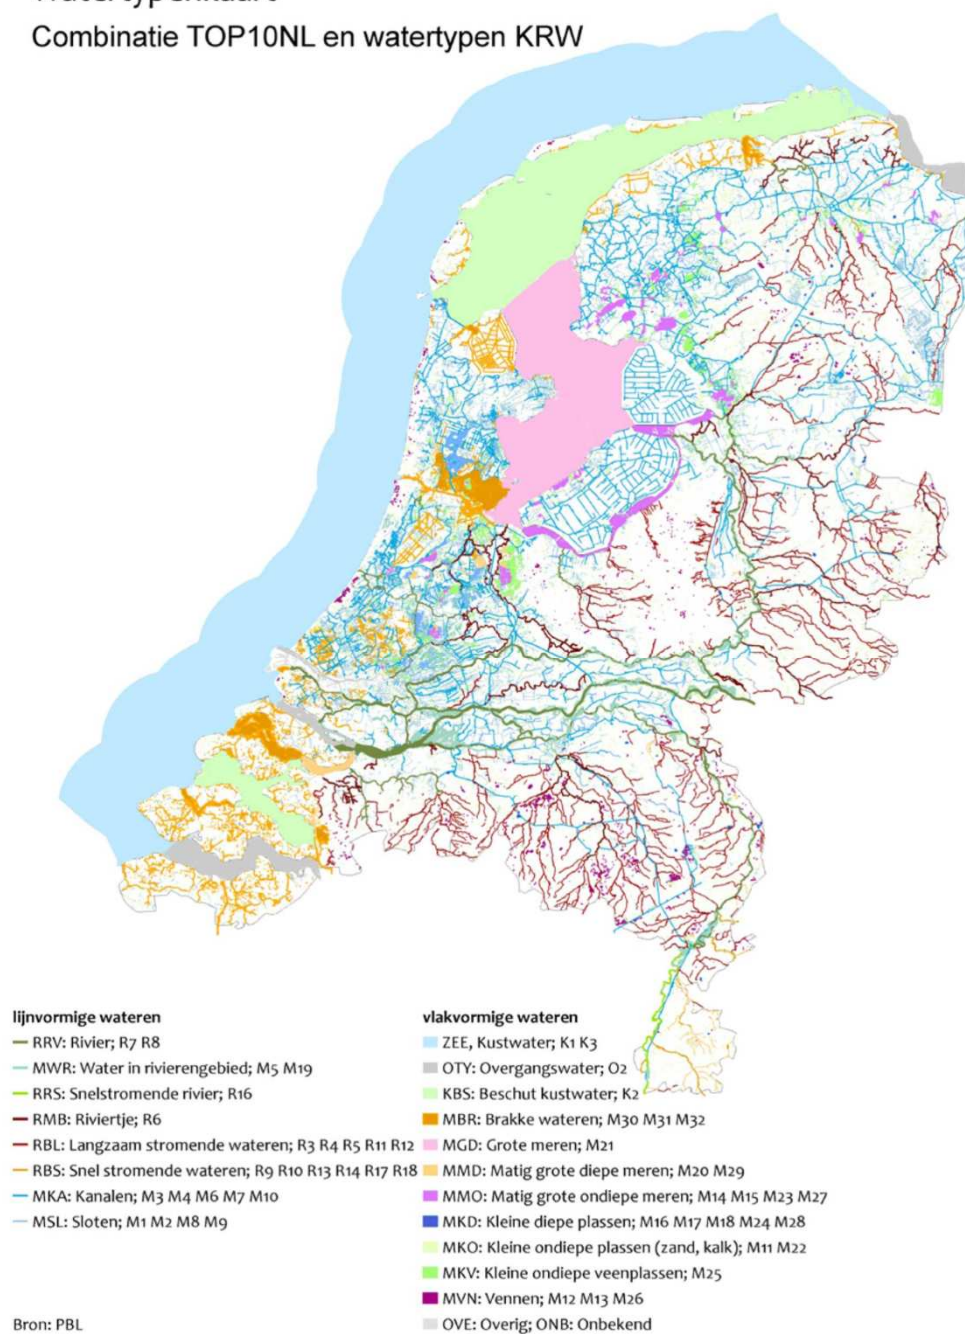 Combinatie TOP10NL en watertypen KRW
lijnvormige wateren
RRV: Rivier; R7 R8
MWR: Water in rivierengebied; M5 M19
RRS: Snelstromende rivier; R16
RMB: Riviertje; R6
RBL: Langzaam stromende wateren; R3 R4 R5 R11 R12
RBS: Snel stromende wateren; R9 R10 R13 R14 R17 R18
MKA: Kanalen; M3 M4 M6 M7 M10
MSL: Sloten; M1 M2 M8 M9
Bron: PBL
vlakvormige wateren
ZEE, Kustwater; K1 K3
OTY: Overgangswater; O2
KBS: Beschut kustwater; K2
MBR: Brakke wateren; M30 M31 M32
MGD: Grote meren; M21
MMD: Matig grote diepe meren; M20 M29
MMO: Matig grote ondiepe meren; M14 M15 M23 M27
MKD: Kleine diepe plassen; M16 M17 M18 M24 M28
MKO: Kleine ondiepe plassen (zand, kalk); M11 M22
MKV: Kleine ondiepe veenplassen; M25
MVN: Vennen; M12 M13 M26
OVE: Overig; ONB: Onbekend